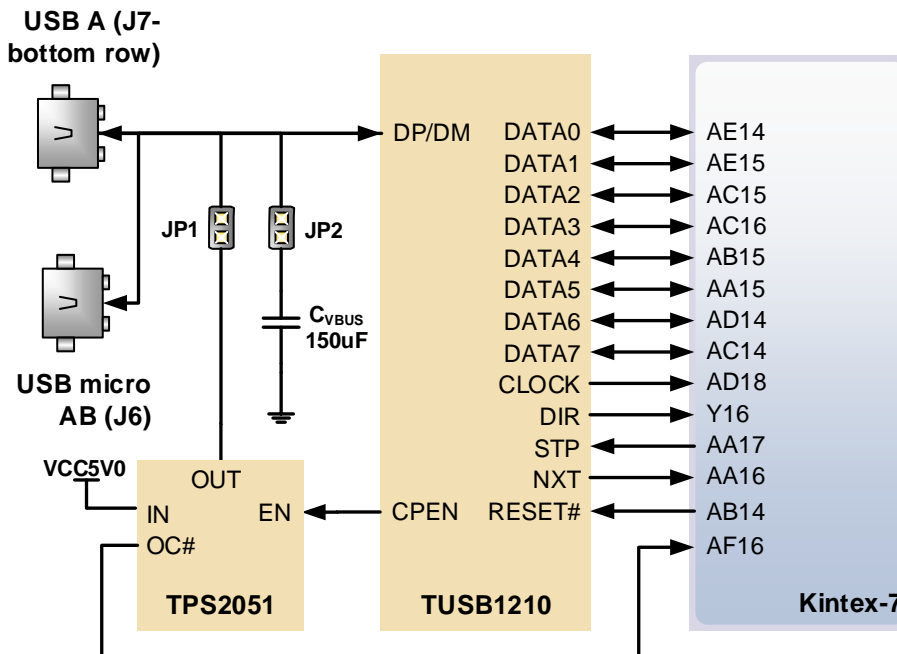 USB A (J7-
bottom row)
DP/DM
DATA0
AE14
DATA1
AE15
DATA2
AC15
DATA3
AC16
JP1
JP2
DATA4
AB15
DATA5
AA15
DATA6
AD14
DATA7
AC14
CVBUS
150uF
USB micro
AB (J6)
CLOCK
AD18
DIR
Y16
STP
AA17
NXT
AA16
VCC5V0
OUT
IN
EN
CPEN
RESET#
AB14
OC#
AF16
TPS2051
TUSB1210
Kintex-7